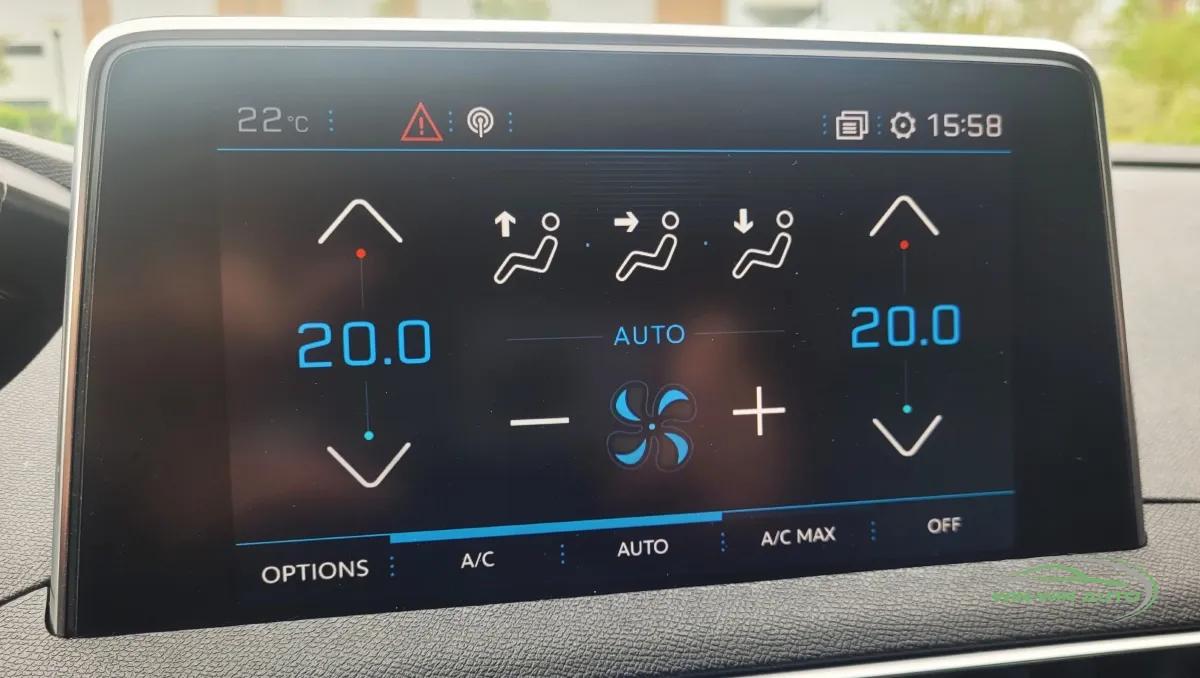 22°C
15:58
20.0
20.0
AUTO
OPTIONS
A/C
AUTO
A/C MAX
OFF